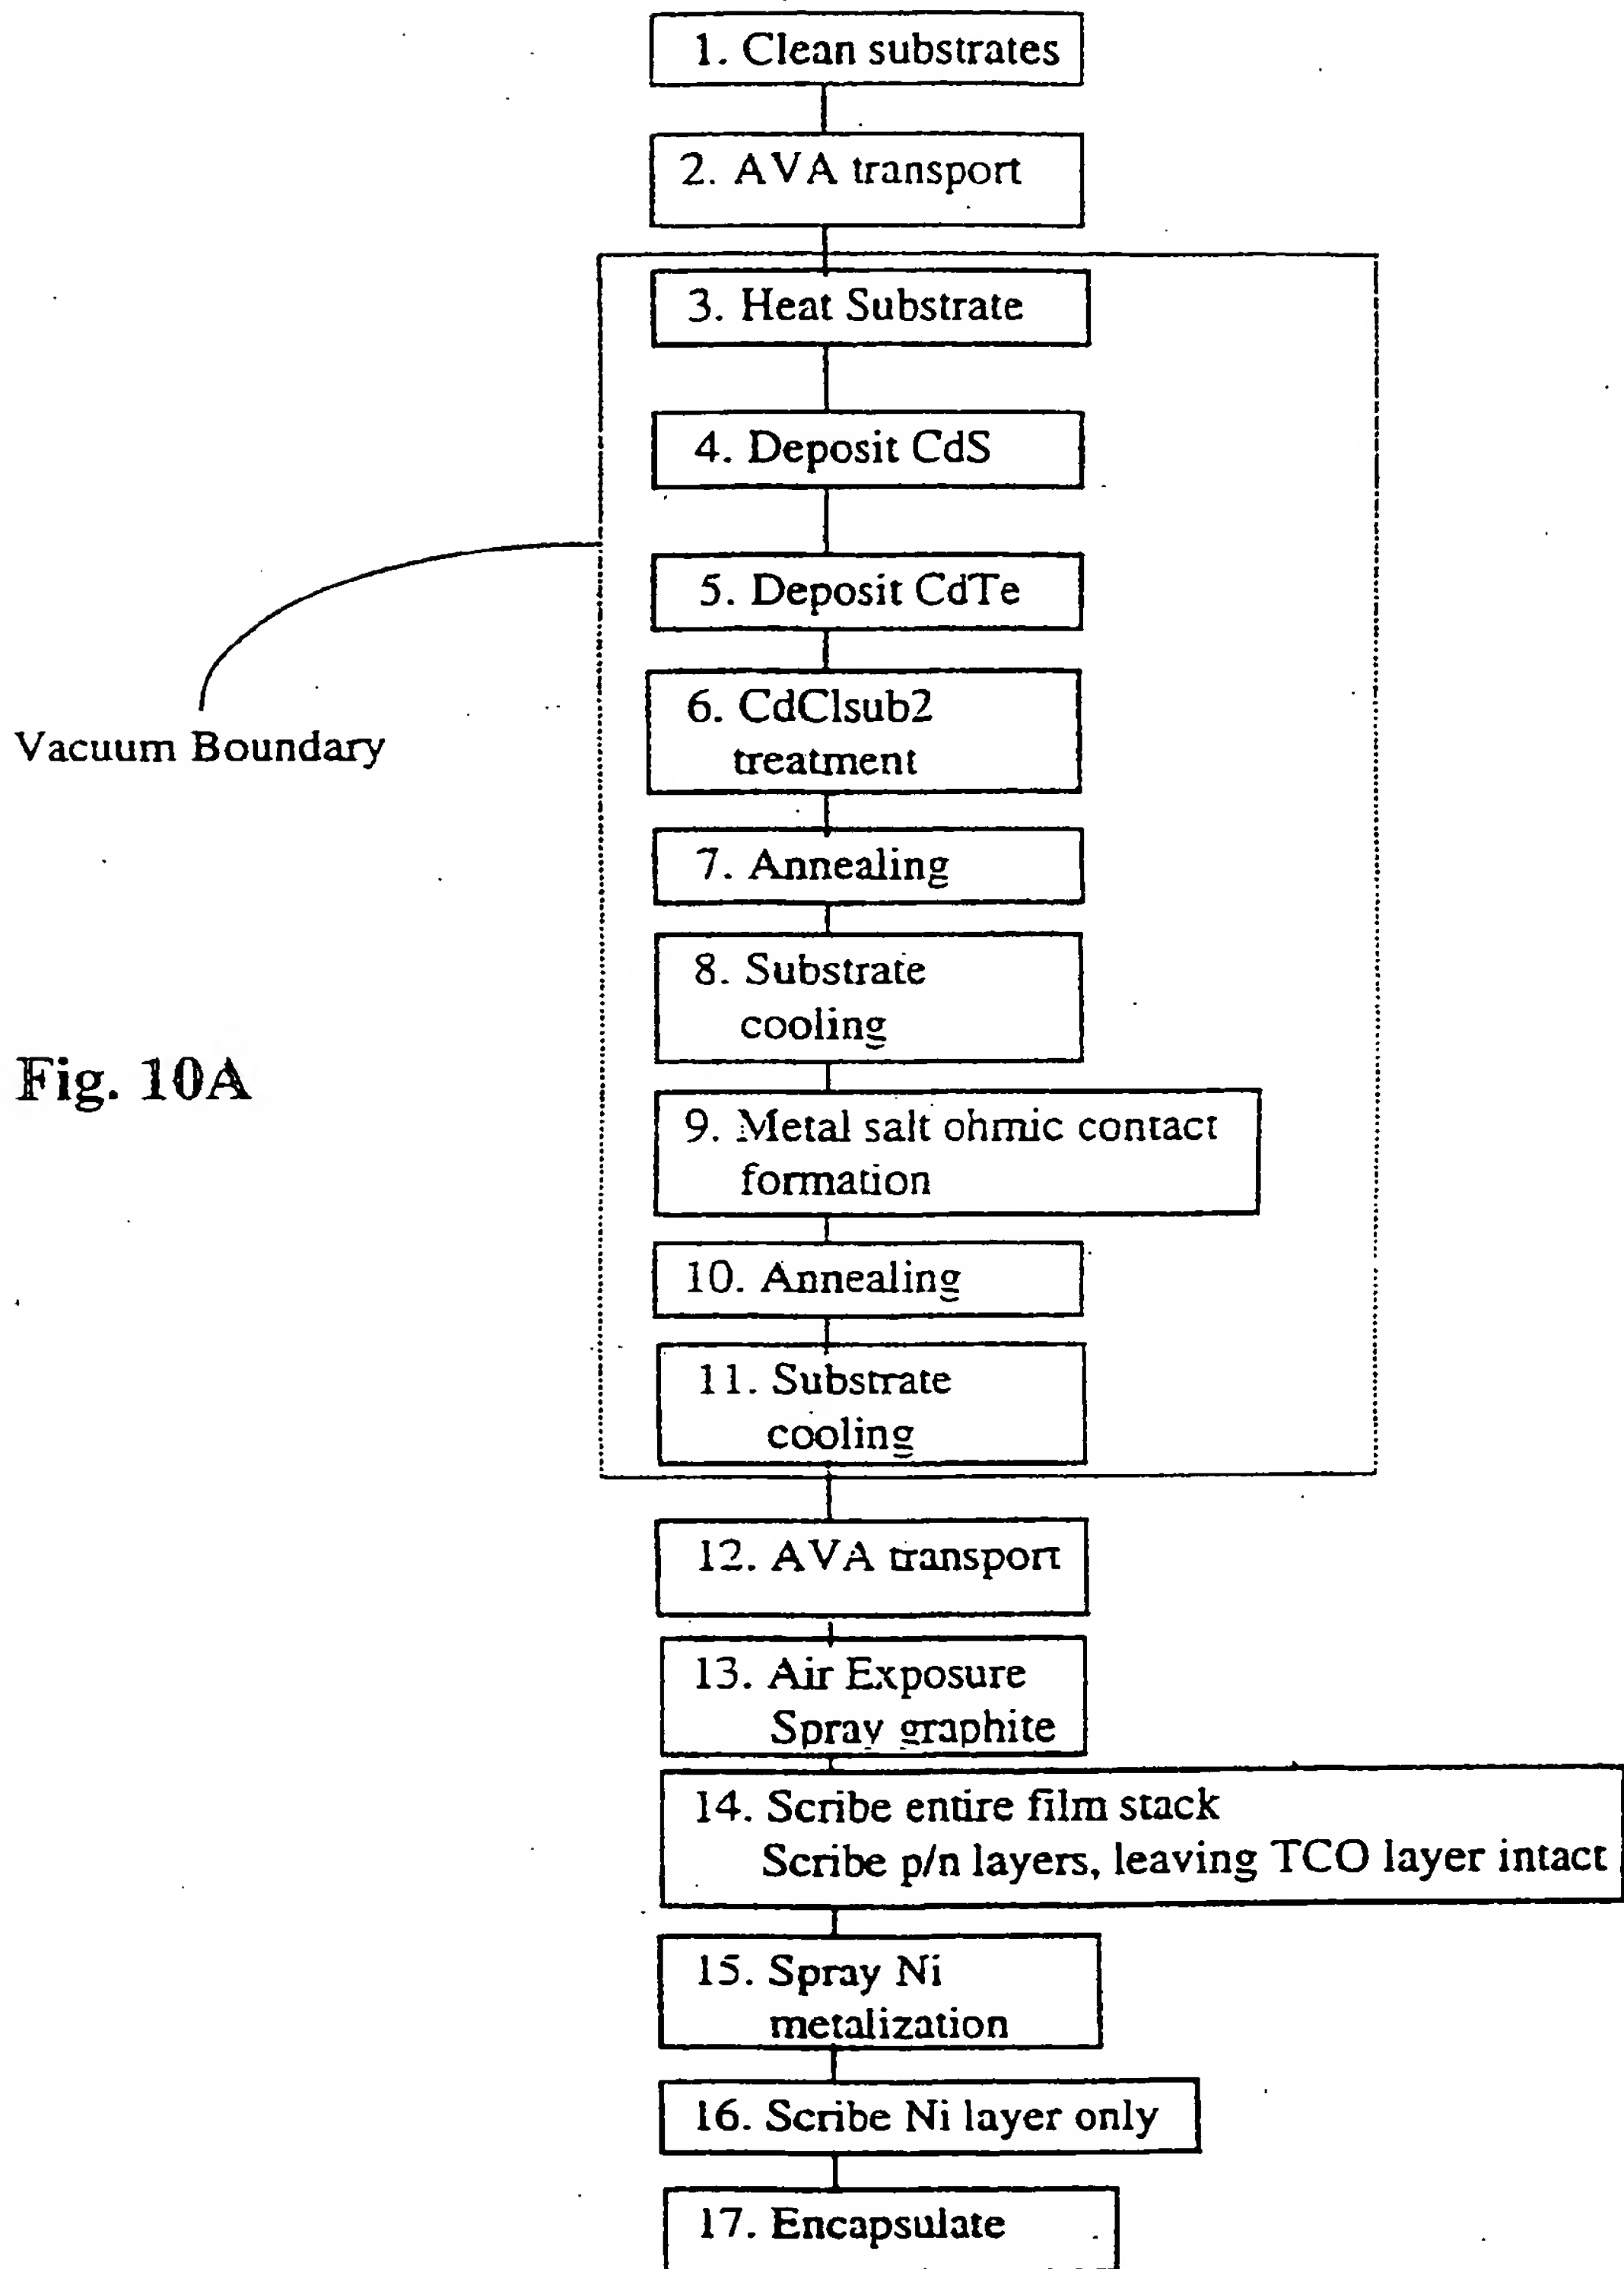 1. Clean substrates
2. AVA transport
3. Heat Substrate
4. Deposit CdS
5. Deposit CdTe
6. CdClsub2
treatment
Vacuum Boundary
7. Annealing
8. Substrate
cooling
Fig. 10A
9. Metal salt ohmic contact
formation
10. Annealing
11. Substrate
cooling
12. AVA transport
13. Air Exposure
Spray graphite
14. Scribe entire film stack
Scribe p/n layers, leaving TCO layer intact
15. Spray Ni
metalization
16. Scribe Ni layer only
17. Encapsulate